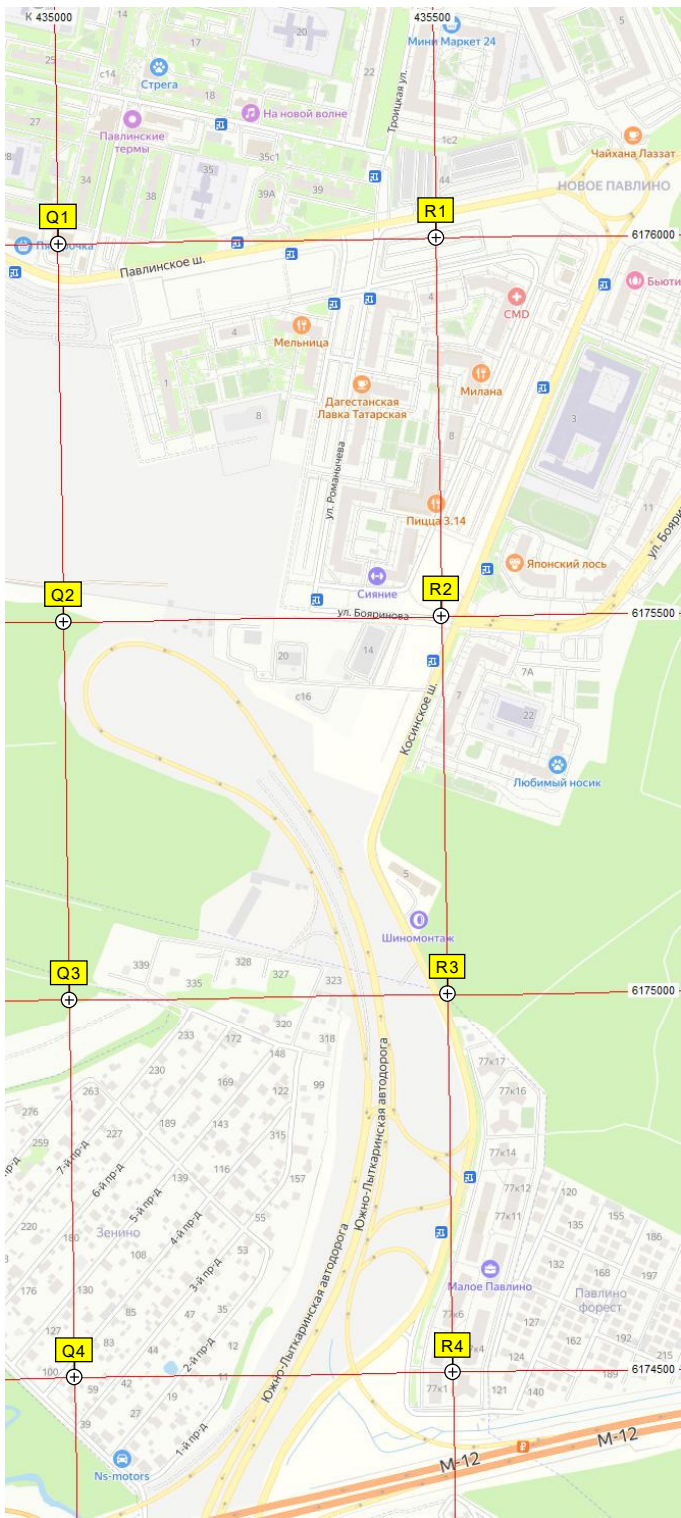 К
435000
435500
20
Мини Маркет 24
5
17
25
с14
22
Стрега
Троицкая ул.
18
27
На новой волне
Павлинские
термы
1с2
35с1
Чайхана Лаззат
28
34
35
38
39А
39
44
НОВОЕ ПАВЛИНО
Q1
R1
6176000
Пятёрочка
Павлинское ш.
Бьюти
4
CMD
4
Мельница
1
Милана
Дагестанская
Лавка Татарская
8
3
8
ул. Романычева
Пицца 3.14
11
ул. Бояри
Японский лось
Сияние
Q2
R2
ул. Бояринова
6175500
20
14
7А
с16
7
Косинское ш.
22
Любимый носик
5
Шиномонтаж
339
328
327
335
323
Q3
R3
6175000
320
233
172
318
148
77к17
230
169
99
77к16
263
122
276
189
143
227
315
259
77к14
7-й пр-д
6-й пр-д
139
116
157
77к12
120
5-й пр-д
155
220
55
77к11
135
186
180
4-й пр-д
Зенино
53
108
132
168
197
3-й пр-д
Малое Павлино
176
130
Павлино
форест
85
47
35
127
77к6
127
192
83
12
162
Южно-Лыткаринская автодорога
Южно-Лыткаринская автодорога
44
2-й пр-д
124
215
Q4
R4
6174500
100
59
42
11
189
77к1
121
140
27
19
39
1-й пр-д
М-12
М-12
Ns-motors